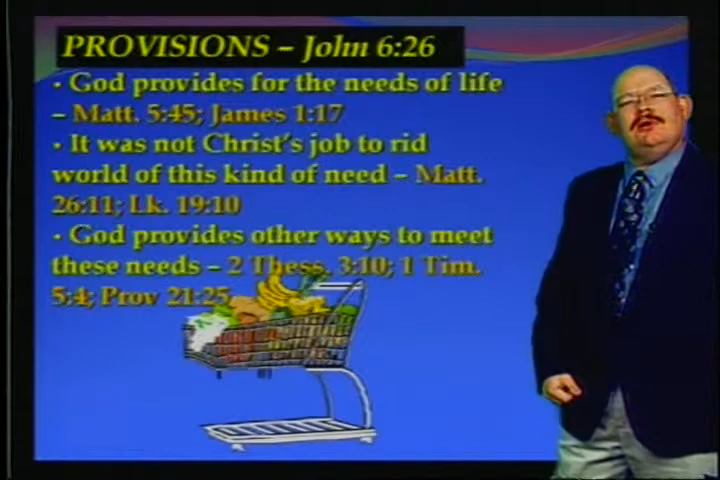 PROVISIONS – John 6:26
• God provides for the needs of life
– Matt. 5:45; James 1:17
• It was not Christ's job to rid
world of this kind of need – Matt.
26:11; Lk. 19:10
• God provides other ways to meet
these needs – 2 Thess. 3:10; 1 Tim.
5:4; Prov 21:25